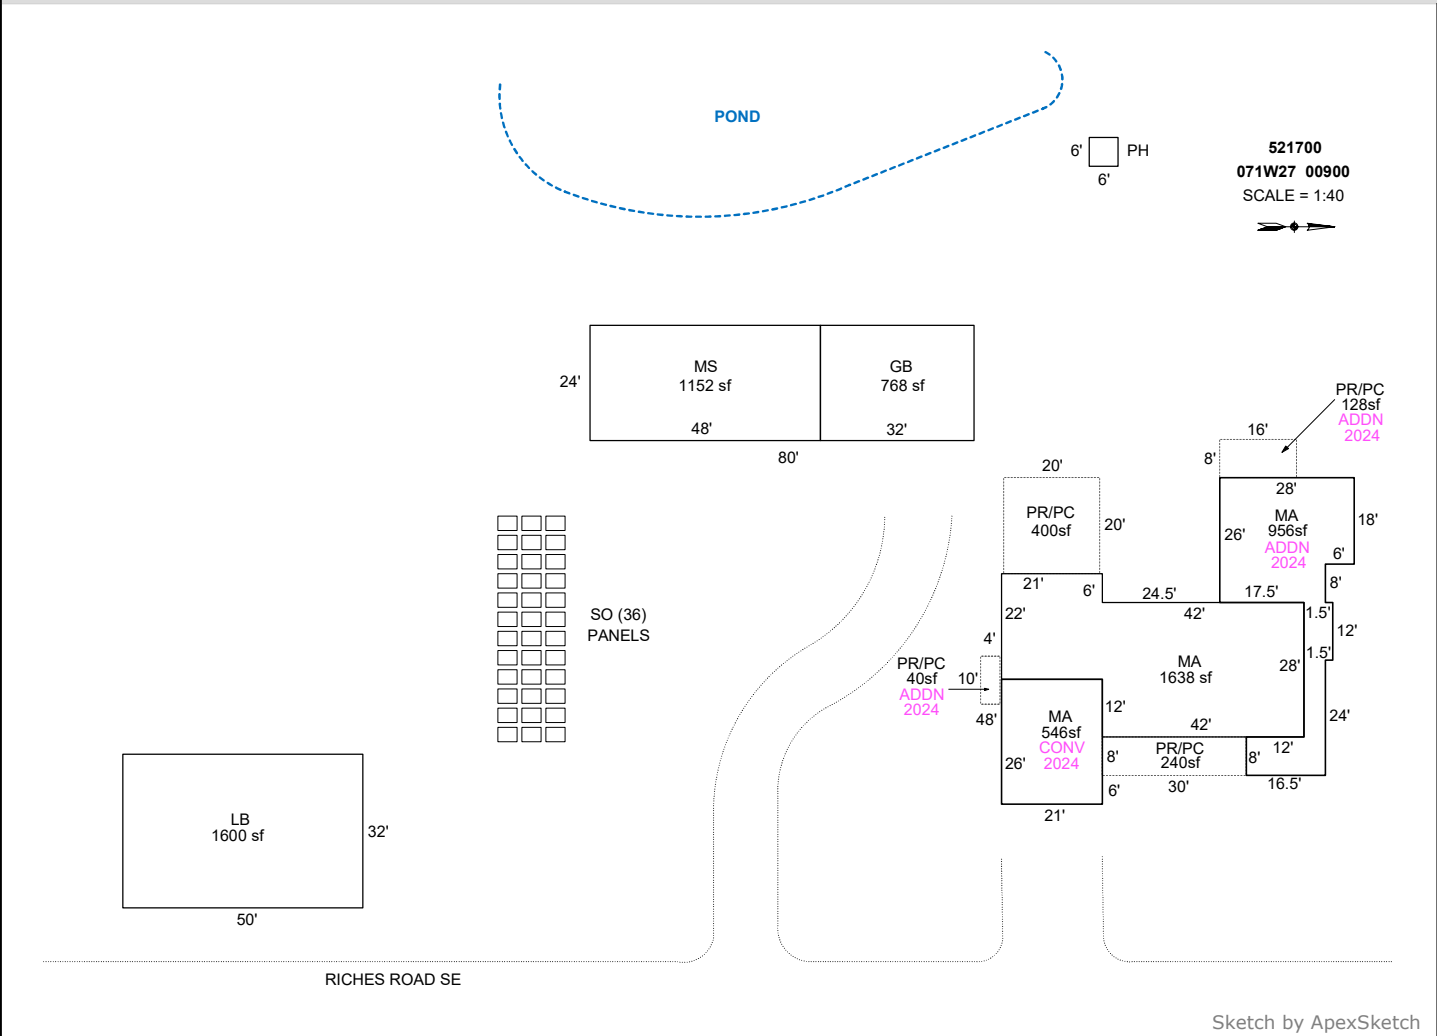 POND
6'
PH
6'
521700
071W27 00900
SCALE = 1:40
MS
1152 sf
48'
24'
GB
768 sf
32'
80'
PR/PC
128sf
ADDN
2024
16'
8'
28'
MA
956sf
ADDN
2024
26'
18'
6'
8'
17.5'
1.5'
12'
1.5'
20'
PR/PC
400sf
20'
21'
6'
24.5'
42'
22'
4'
PR/PC
40sf
ADDN
2024
10'
48'
MA
1638 sf
28'
MA
546sf
CONV
2024
12'
42'
24'
26'
8'
PR/PC
240sf
8'
12'
6'
30'
16.5'
21'
SO (36)
PANELS
LB
1600 sf
32'
50'
RICHES ROAD SE
Sketch by ApexSketch